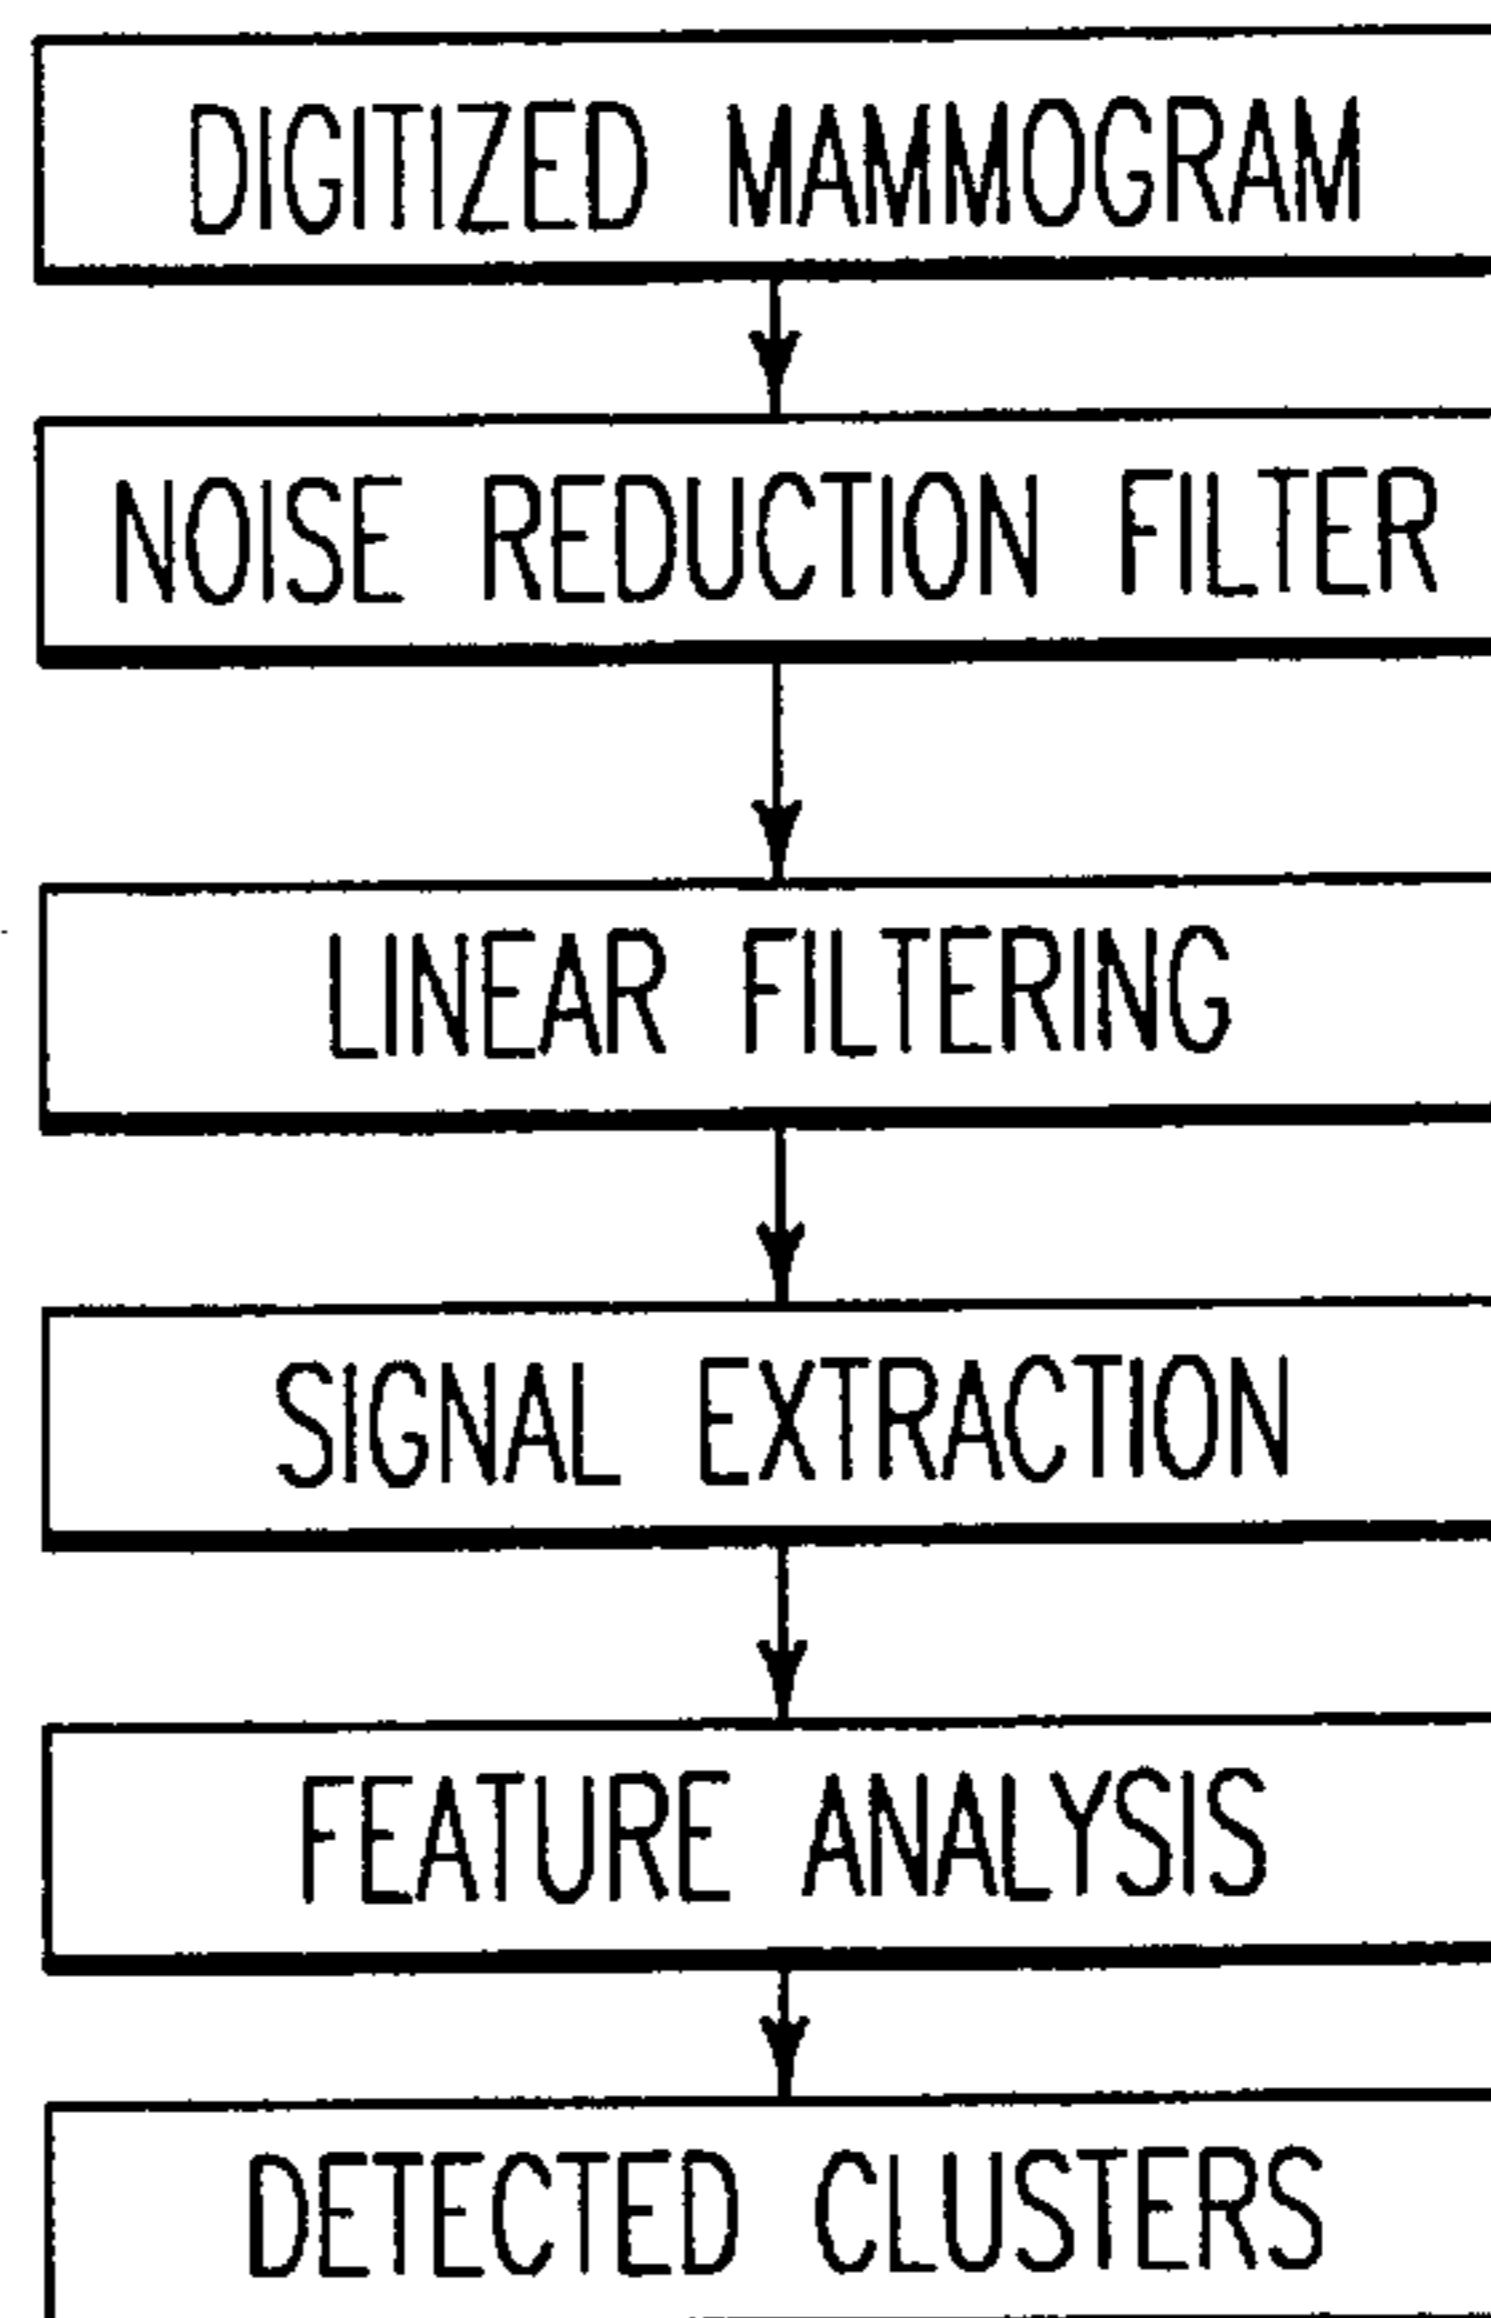 DIGITIZED MAMMOGRAM
NOISE REDUCTION FILTER
LINEAR FILTERING
SIGNAL EXTRACTION
FEATURE ANALYSIS
DETECTED CLUSTERS